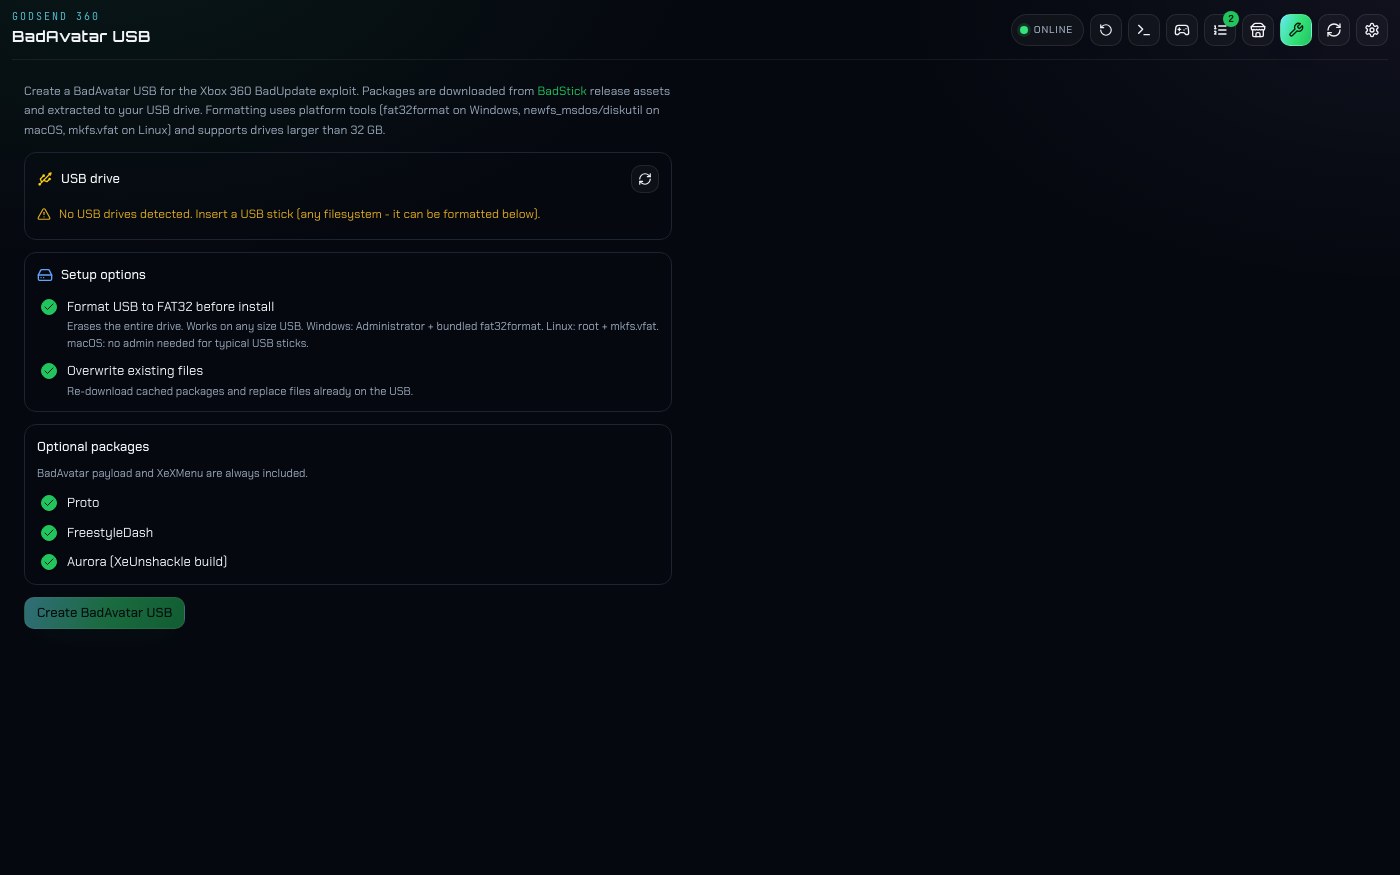 GODSEND 360
BadAvatar USB
ONLINE
2
Create a BadAvatar USB for the Xbox 360 BadUpdate exploit. Packages are downloaded from BadStick release assets
and extracted to your USB drive. Formatting uses platform tools (fat32format on Windows, newfs_msdos/diskutil on
macOS, mkfs.vfat on Linux) and supports drives larger than 32 GB.
USB drive
No USB drives detected. Insert a USB stick (any filesystem - it can be formatted below).
Setup options
Format USB to FAT32 before install
Erases the entire drive. Works on any size USB. Windows: Administrator + bundled fat32format. Linux: root + mkfs.vfat.
macOS: no admin needed for typical USB sticks.
Overwrite existing files
Re-download cached packages and replace files already on the USB.
Optional packages
BadAvatar payload and XeXMenu are always included.
Proto
FreestyleDash
Aurora (XeUnshackle build)
Create BadAvatar USB